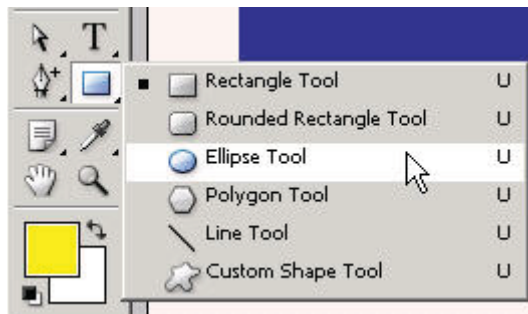 T
Rectangle Tool U
Rounded Rectangle Tool U
Ellipse Tool U
Polygon Tool U
Line Tool U
Custom Shape Tool U